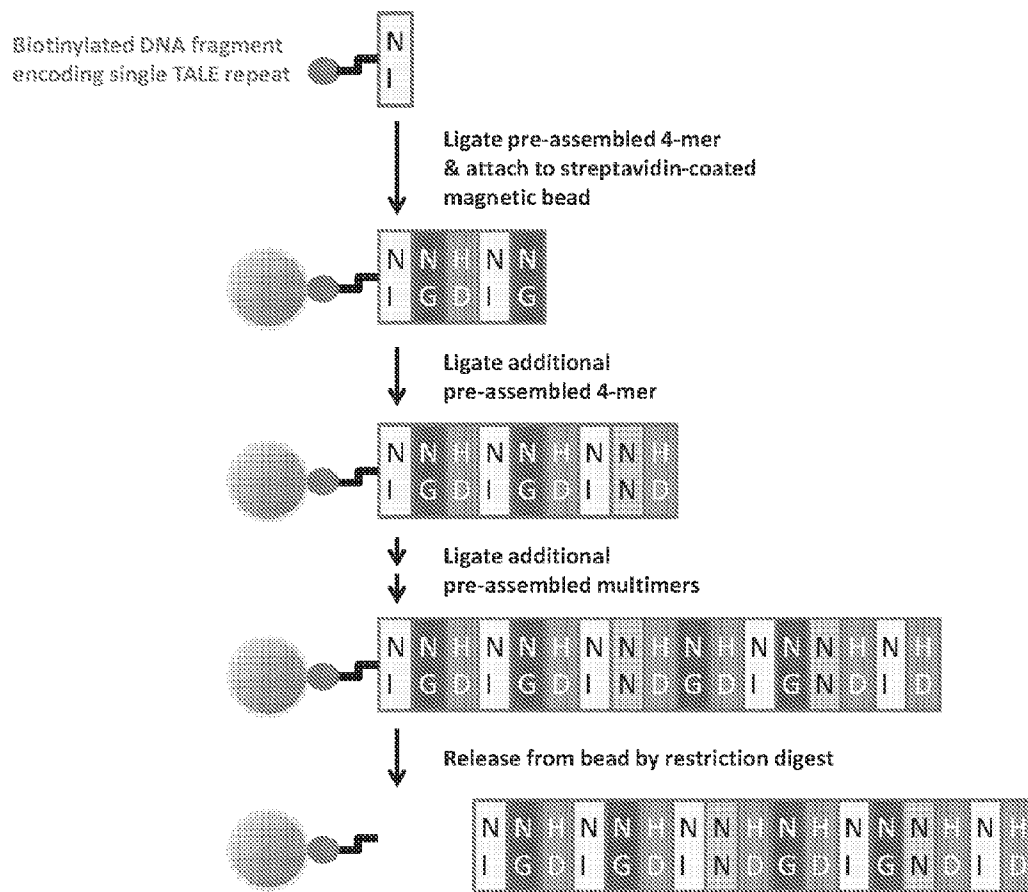 Biotinylated DNA fragment
encoding single TALE repeat
N
I
Ligate pre-assembled 4-mer
& attach to streptavidin-coated
magnetic bead
N N H N N
I G D I G
Ligate additional
pre-assembled 4-mer
N N H N N H N N H
I G D I G D I N D
Ligate additional
pre-assembled multimers
N N H N N H N N H N H N N N H N H
I G D I G D I N D G D I G N D I D
Release from bead by restriction digest
N N H N N H N N H N H N N N H N H
I G D I G D I N D G D I G N D I D